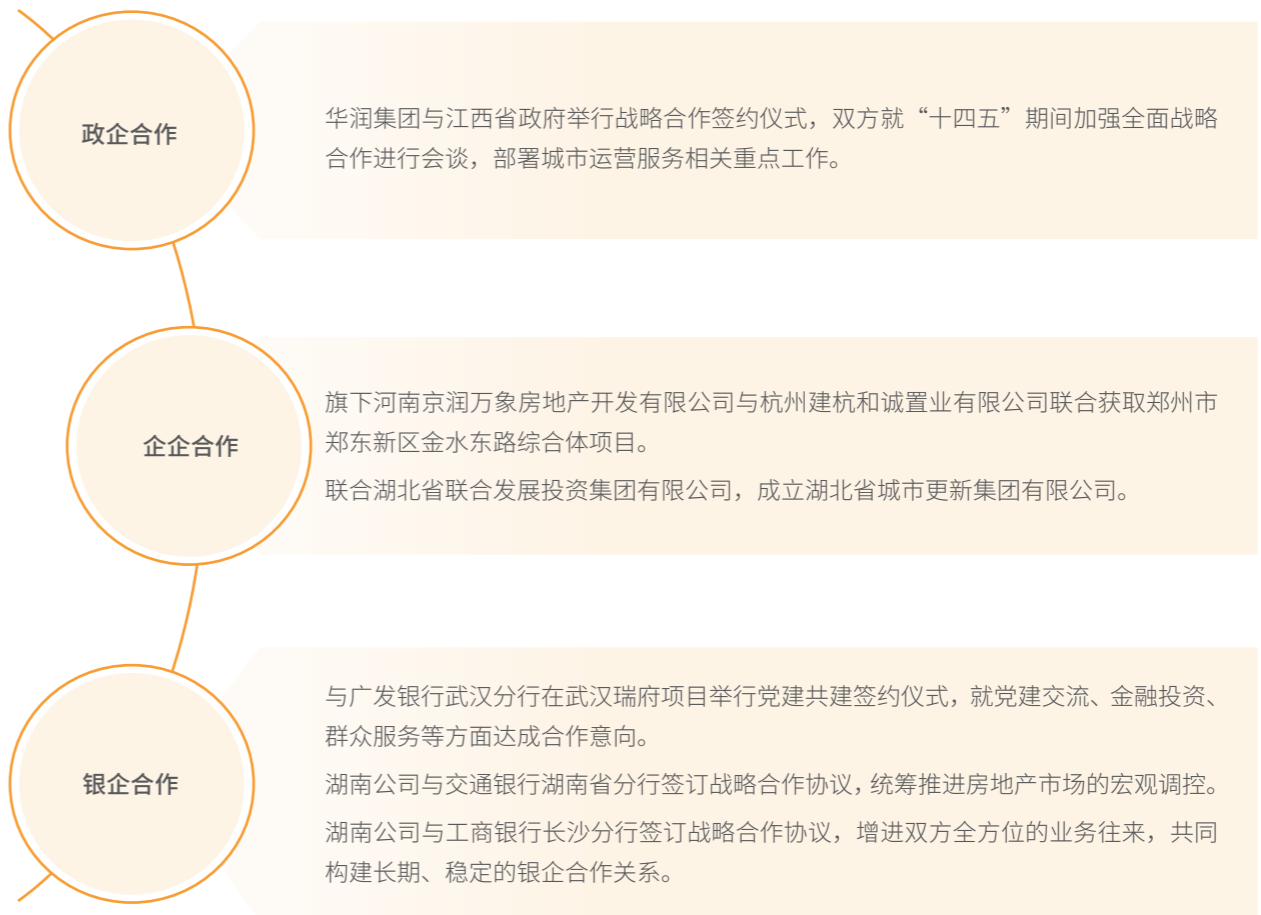 政企合作
华润集团与江西省政府举行战略合作签约仪式，双方就“十四五”期间加强全面战略
合作进行会谈，部署城市运营服务相关重点工作。
企企合作
旗下河南京润万象房地产开发有限公司与杭州建杭和诚置业有限公司联合获取郑州市
郑东新区金水东路综合体项目。
联合湖北省联合发展投资集团有限公司，成立湖北省城市更新集团有限公司。
银企合作
与广发银行武汉分行在武汉瑞府项目举行党建共建签约仪式，就党建交流、金融投资、
群众服务等方面达成合作意向。
湖南公司与交通银行湖南省分行签订战略合作协议，统筹推进房地产市场的宏观调控。
湖南公司与工商银行长沙分行签订战略合作协议，增进双方全方位的业务往来，共同
构建长期、稳定的银企合作关系。